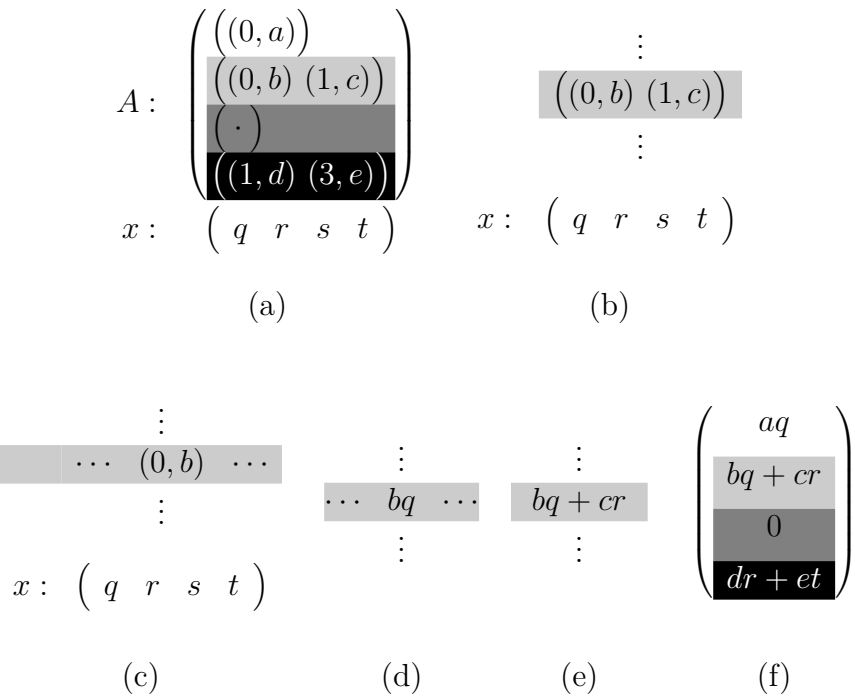 A : ((0, a))
((0, b) (1, c))
( · )
((1, d) (3, e))
x : ( q r s t )
(a)
⋮
((0, b) (1, c))
⋮
x : ( q r s t )
(b)
⋮
⋯ (0, b) ⋯
⋮
x : ( q r s t )
(c)
⋮
⋯ bq ⋯
⋮
(d)
⋮
bq + cr
⋮
(e)
aq
bq + cr
0
dr + et
(f)